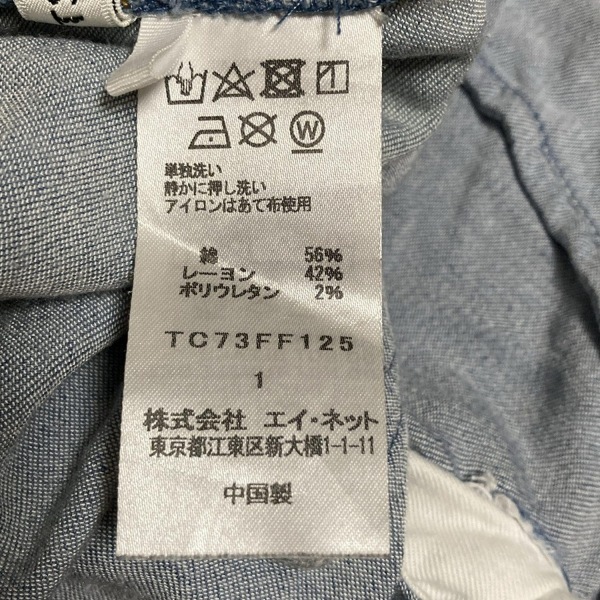 単独洗い
静かに押し洗い
アイロンはあて布使用
綿 56%
レーヨン 42%
ポリウレタン 2%
TC73FF125
1
株式会社 エイ・ネット
東京都江東区新大橋1-1-11
中国製
W